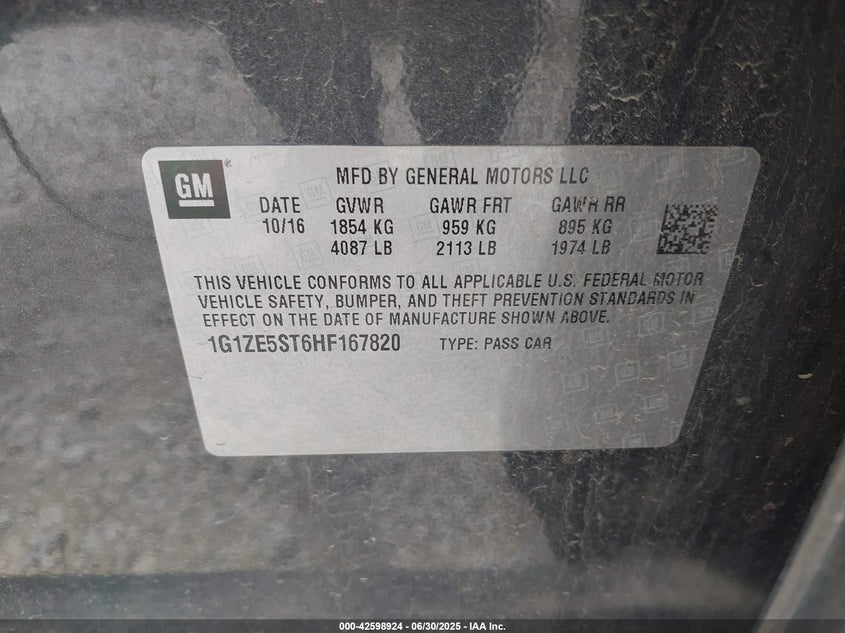 GM®
MFD BY GENERAL MOTORS LLC
DATE GVWR GAWR FRT GAWR RR
10/16 1854 KG 959 KG 895 KG
4087 LB 2113 LB 1974 LB
THIS VEHICLE CONFORMS TO ALL APPLICABLE U.S. FEDERAL MOTOR
VEHICLE SAFETY, BUMPER, AND THEFT PREVENTION STANDARDS IN
EFFECT ON THE DATE OF MANUFACTURE SHOWN ABOVE.
1G1ZE5ST6HF167820 TYPE: PASS CAR
000-42598924 | 06/30/2025 - IAA Inc.